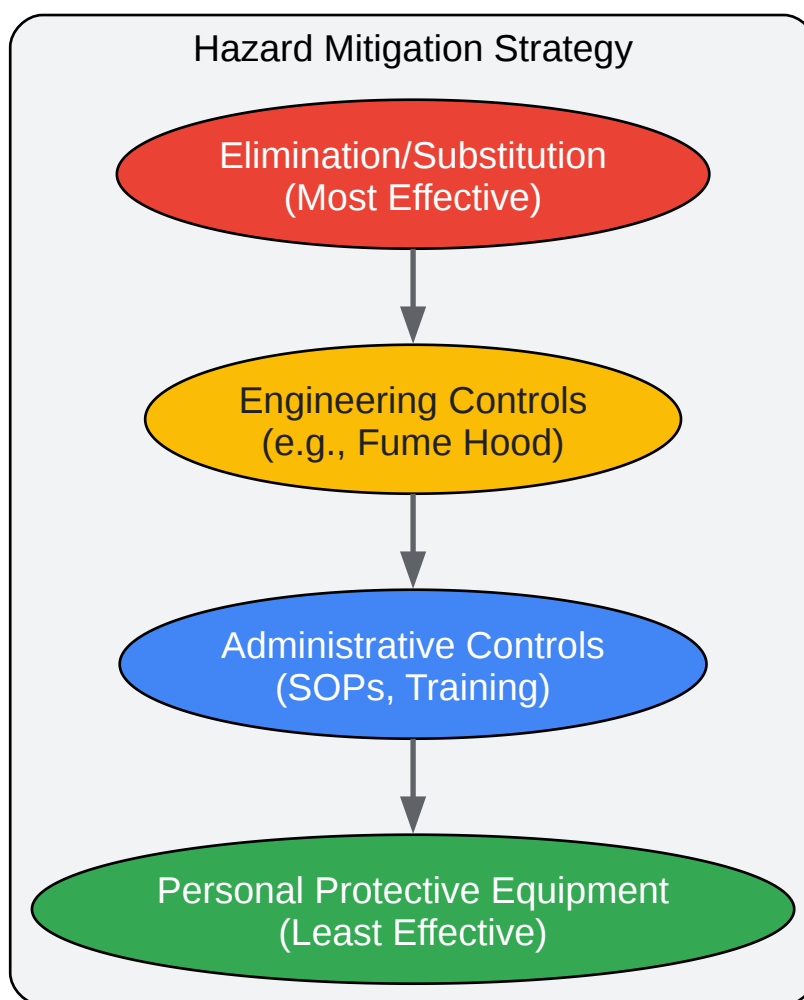 Hazard Mitigation Strategy
Elimination/Substitution
(Most Effective)
Engineering Controls
(e.g., Fume Hood)
Administrative Controls
(SOPs, Training)
Personal Protective Equipment
(Least Effective)